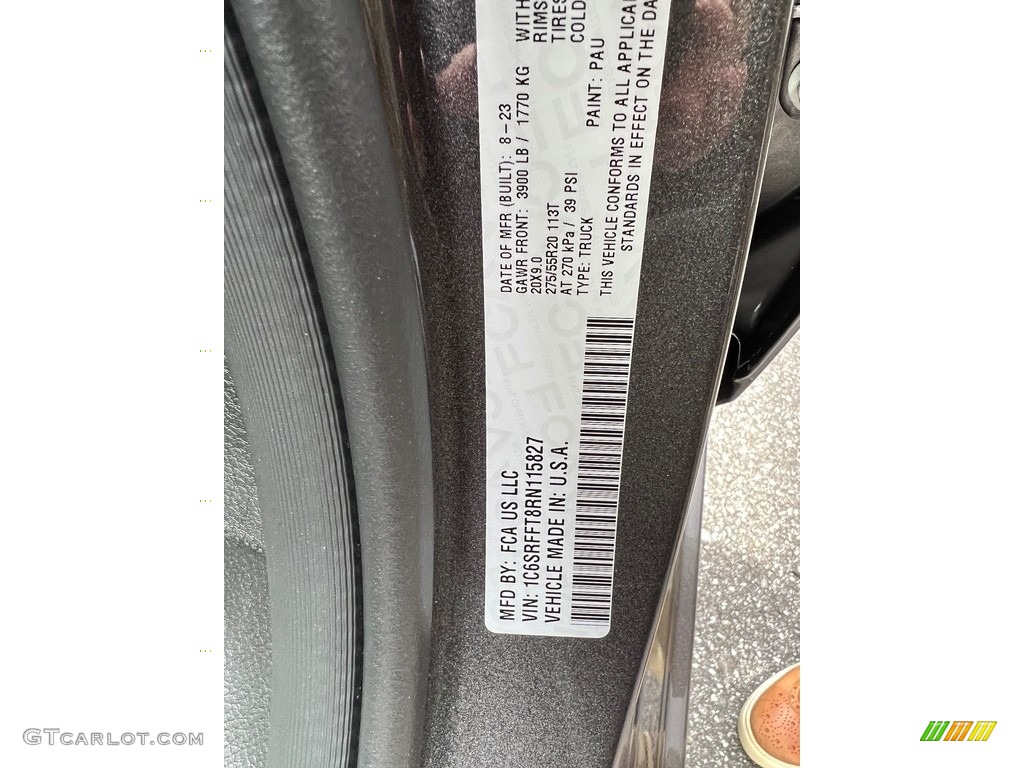 MFD BY: FCA US LLC
VIN: 1C6SRFFT8RN115827
VEHICLE MADE IN: U.S.A.
DATE OF MFR (BUILT): 8-23
GAWR FRONT: 3900 LB / 1770 KG WITH
20X9.0 RIMS
275/55R20 113T TIRES
AT 270 kPa / 39 PSI COLD
TYPE: TRUCK PAINT: PAU
THIS VEHICLE CONFORMS TO ALL
STANDARDS IN EFFECT ON THE
GTCarlot.com